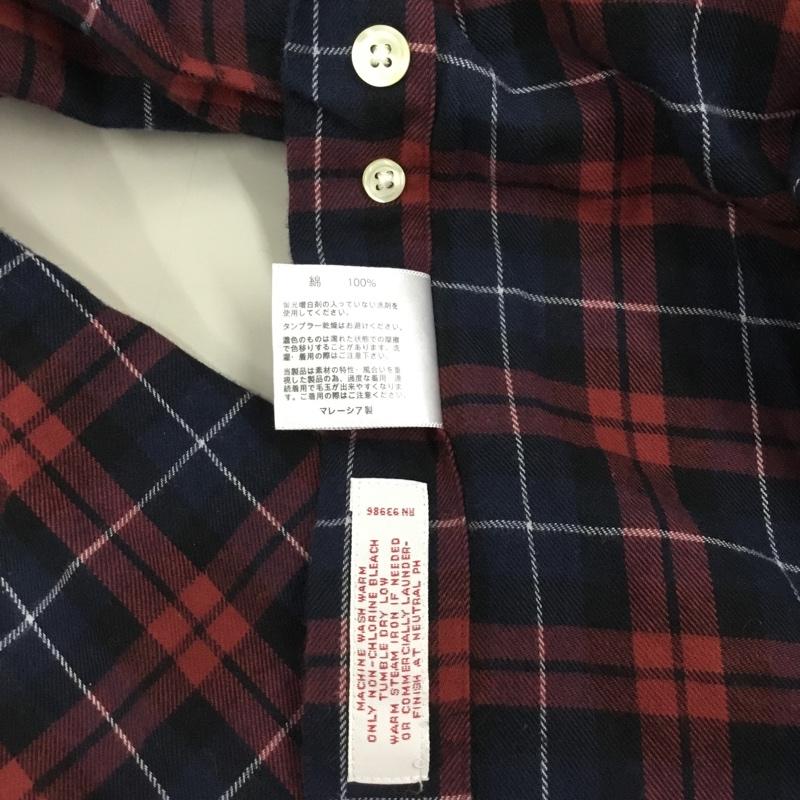 綿 100%
蛍光増白剤の入っていない洗剤を
使用してください。
タンブラー乾燥はお避けください。
濃色のものは濡れた状態での摩擦
で色移りすることがあります。洗
濯・着用の際はご注意下さい。
当製品は素材の特性・風合いを重
視した製品の為、過度な着用、連
続着用で毛玉が出来やすくなりま
す。ご着用の際はご注意ください。
マレーシア製
RN 93986
MACHINE WASH WARM
ONLY NON-CHLORINE BLEACH
TUMBLE DRY LOW
WARM STEAM IRON IF NEEDED
OR COMMERCIALLY LAUNDER-
FINISH AT NEUTRAL PH